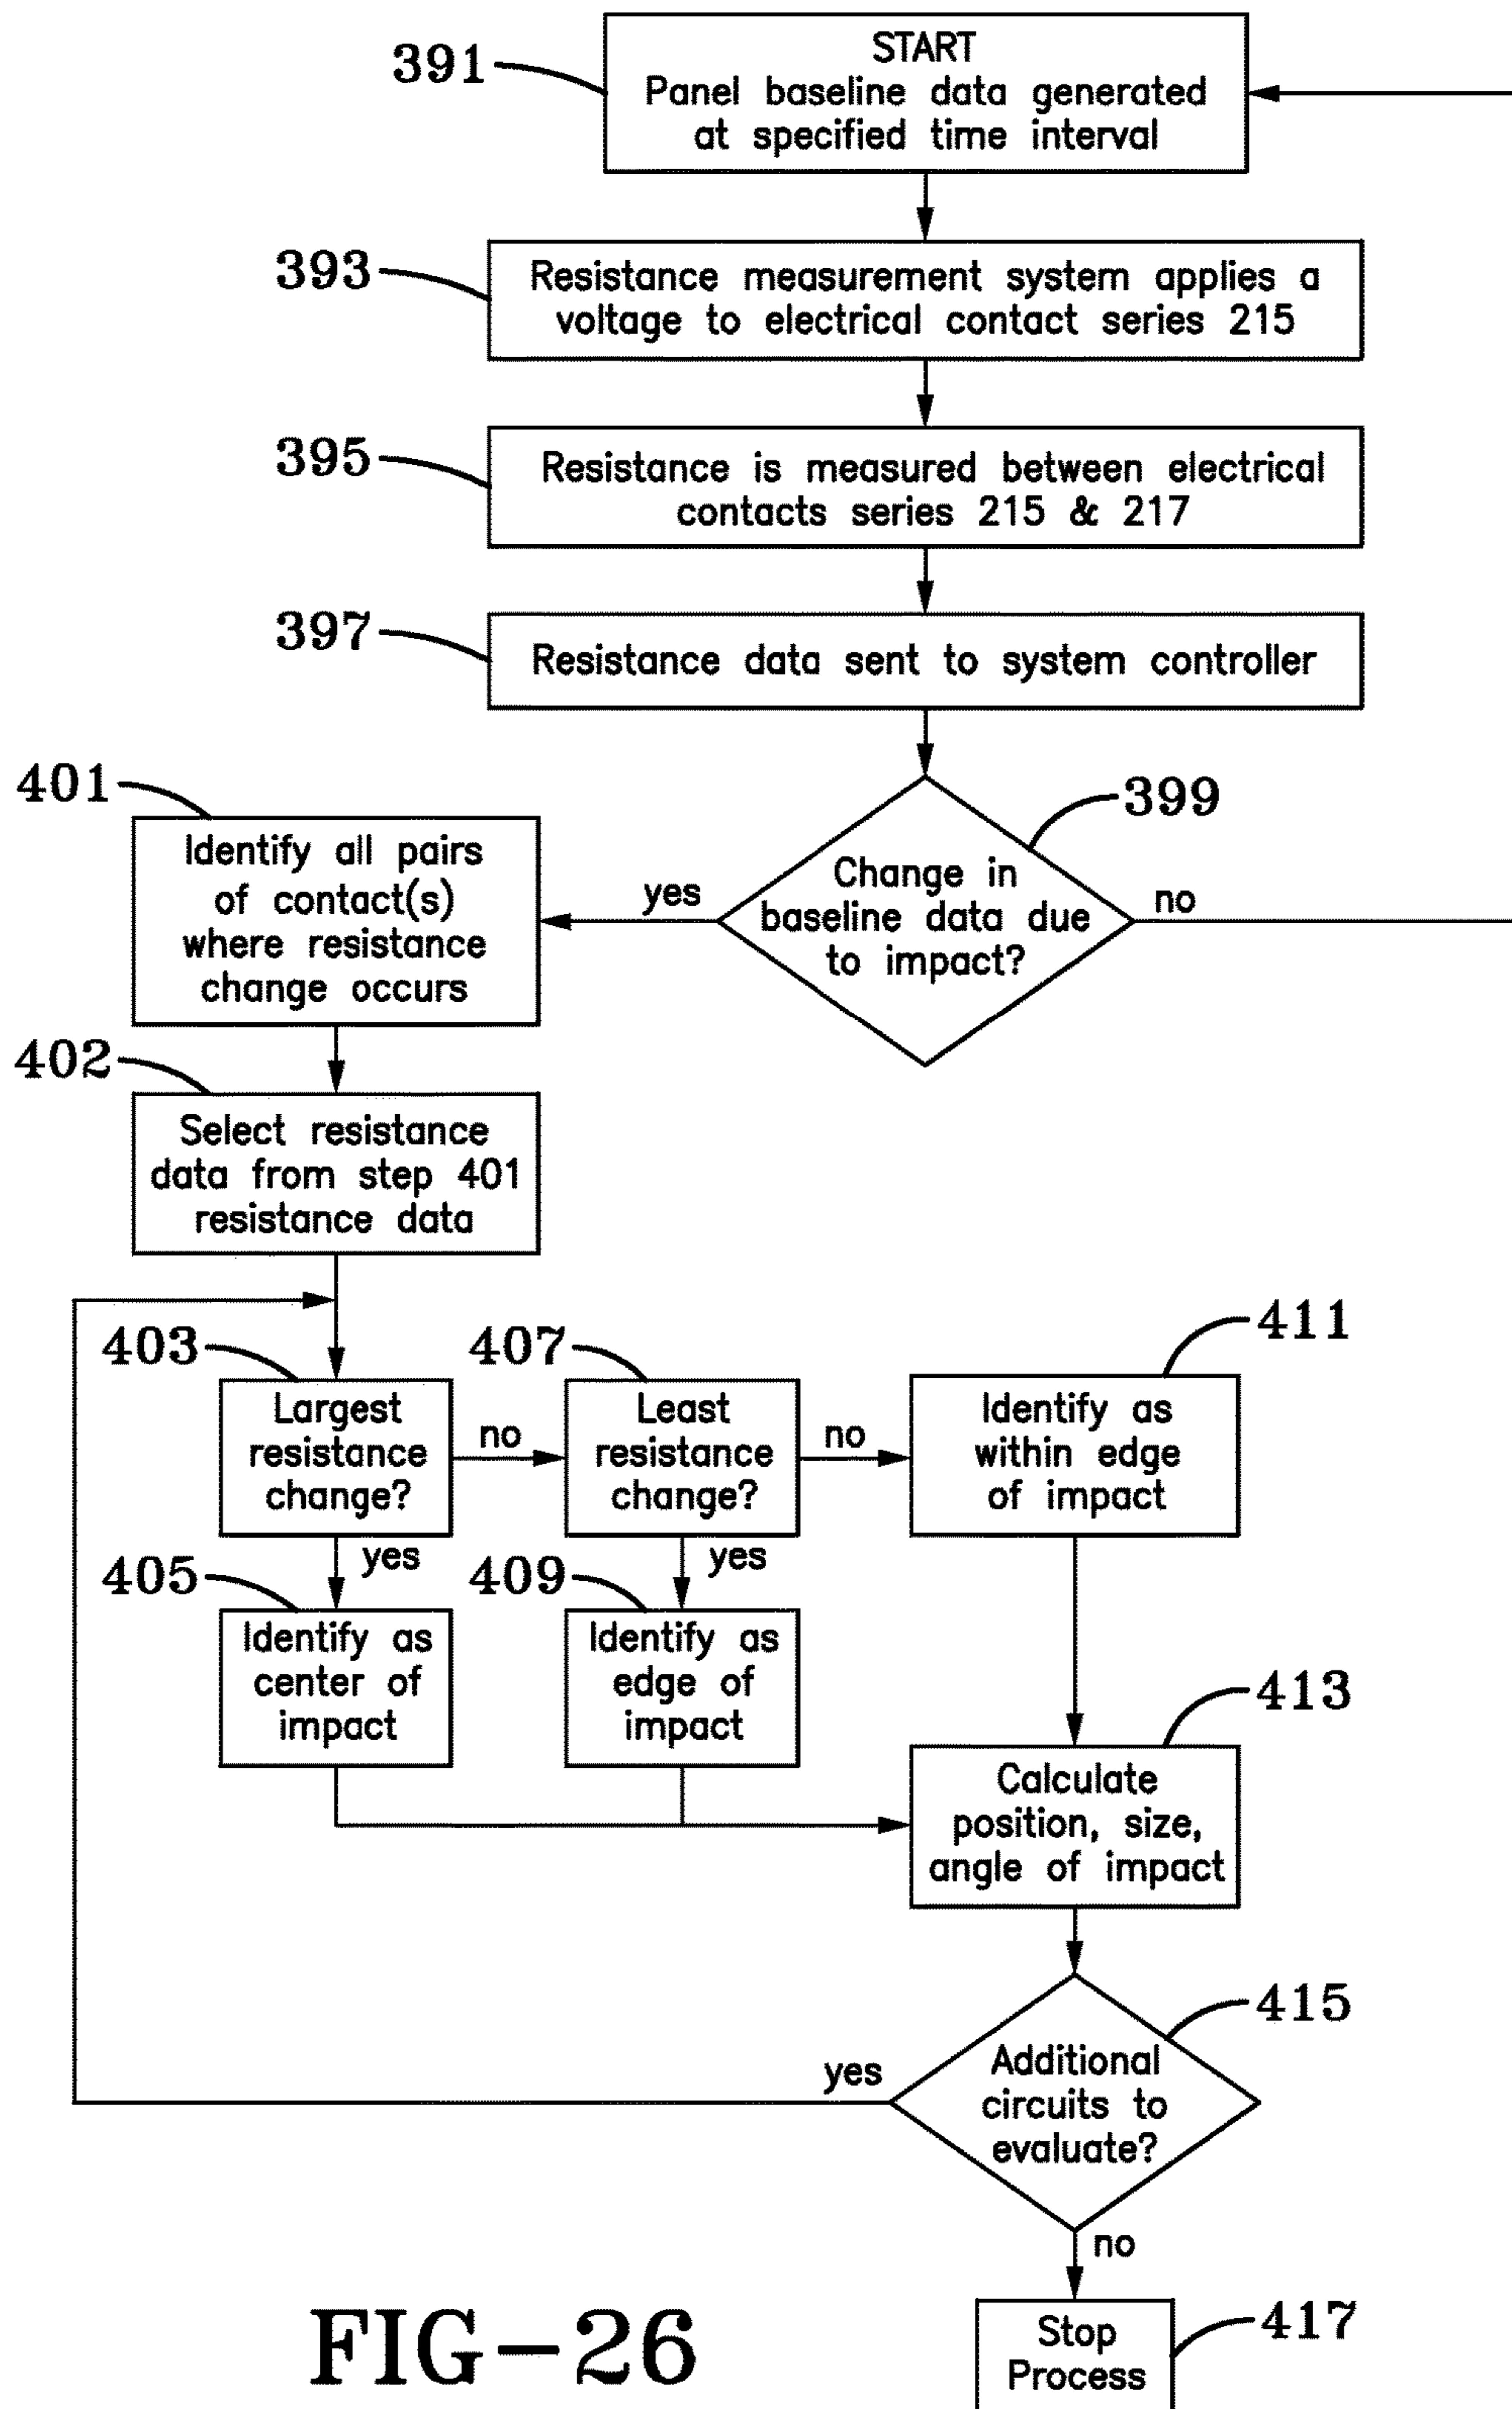 391
START
Panel baseline data generated
at specified time interval
393
Resistance measurement system applies a
voltage to electrical contact series 215
395
Resistance is measured between electrical
contacts series 215 & 217
397
Resistance data sent to system controller
399
Change in
baseline data due
to impact?
yes
no
401
Identify all pairs
of contact(s)
where resistance
change occurs
402
Select resistance
data from step 401
resistance data
403
Largest
resistance
change?
no
yes
407
Least
resistance
change?
no
yes
411
Identify as
within edge
of impact
405
Identify as
center of
impact
409
Identify as
edge of
impact
413
Calculate
position, size,
angle of impact
415
Additional
circuits to
evaluate?
yes
no
417
Stop
Process
FIG-26